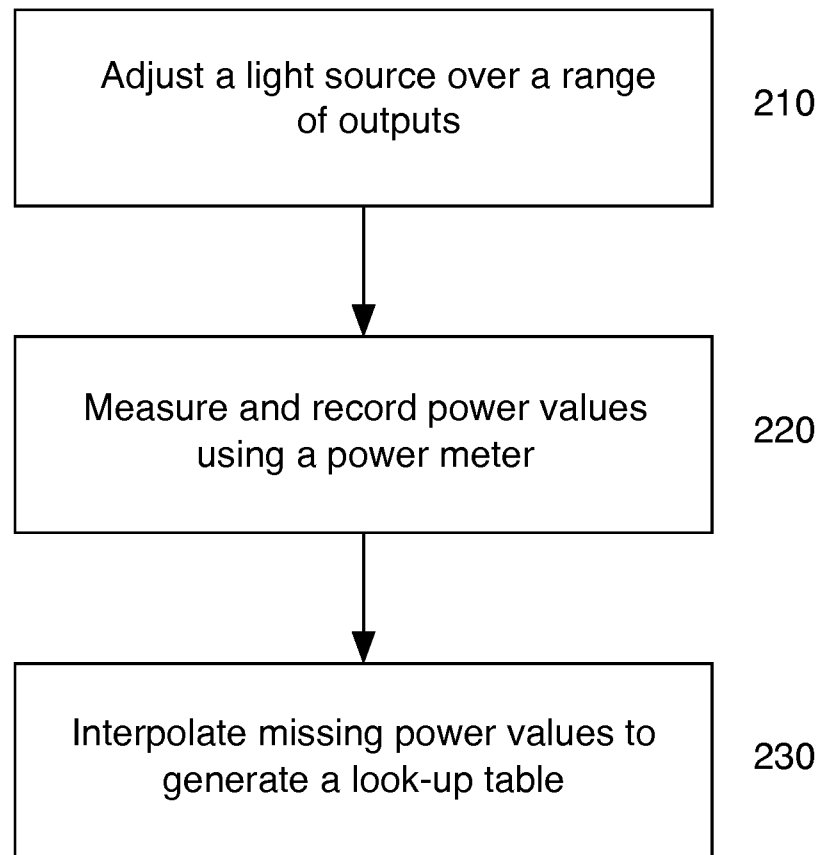 Adjust a light source over a range
of outputs
210
Measure and record power values
using a power meter
220
Interpolate missing power values to
generate a look-up table
230